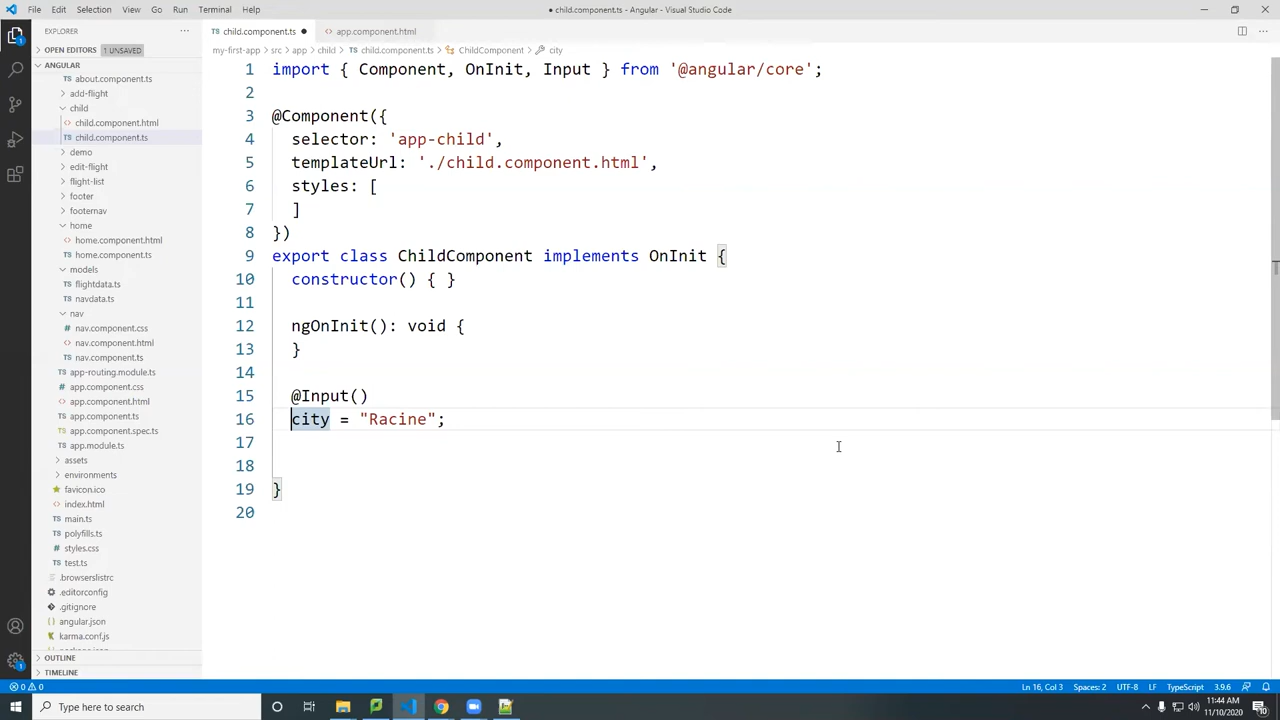 File Edit Selection View Go Run Terminal Help
● child.component.ts - Angular - Visual Studio Code
EXPLORER
OPEN EDITORS 1 UNSAVED
ANGULAR
about.component.ts
add-flight
child
child.component.html
child.component.ts
demo
edit-flight
flight-list
footer
footernav
home
home.component.html
home.component.ts
models
flightdata.ts
navdata.ts
nav
nav.component.css
nav.component.html
nav.component.ts
app-routing.module.ts
app.component.css
app.component.html
app.component.ts
app.component.spec.ts
app.module.ts
assets
environments
favicon.ico
index.html
main.ts
polyfills.ts
styles.css
test.ts
.browserslistrc
.editorconfig
.gitignore
angular.json
karma.conf.js
OUTLINE
TIMELINE
child.component.ts ● app.component.html
my-first-app > src > app > child > child.component.ts > ChildComponent > city
1 import { Component, OnInit, Input } from '@angular/core';
2
3 @Component({
4 selector: 'app-child',
5 templateUrl: './child.component.html',
6 styles: [
7 ]
8 })
9 export class ChildComponent implements OnInit {
10 constructor() { }
11
12 ngOnInit(): void {
13 }
14
15 @Input()
16 city = "Racine";
17
18
19 }
20
0 0 Ln 16, Col 3 Spaces: 2 UTF-8 LF TypeScript 3.9.6
Type here to search
11:44 AM
11/10/2020